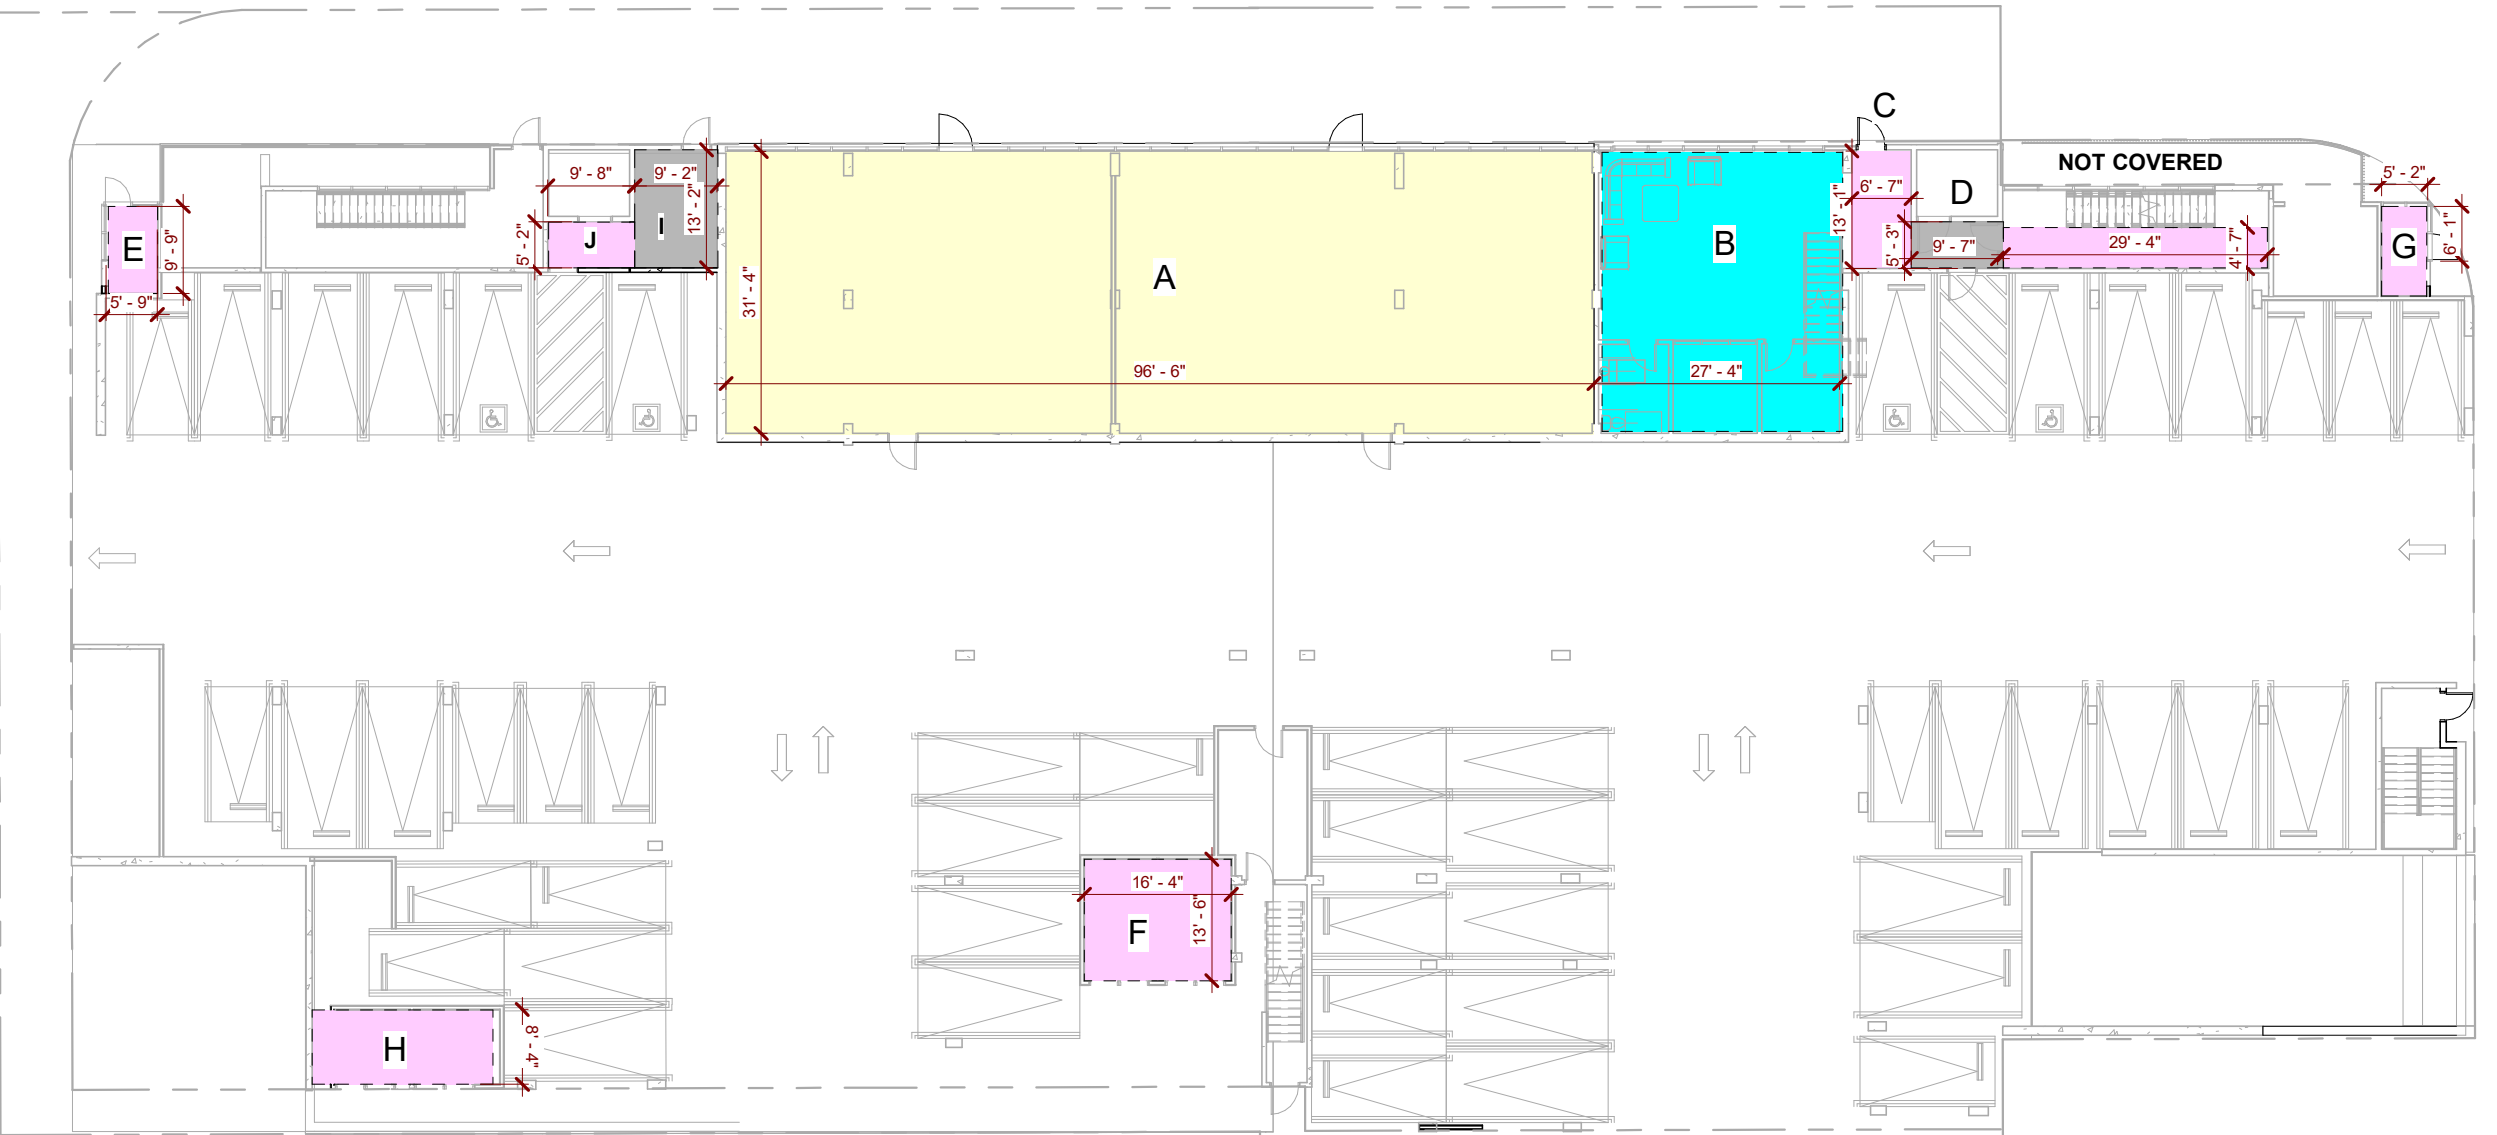 C
NOT COVERED
5' - 2"
9' - 8"
9' - 2"
13' - 2"
6' - 7"
13' - 1"
D
I
J
5' - 2"
E
9' - 9"
5' - 9"
31' - 4"
A
B
5' - 3"
9' - 7"
29' - 4"
4' - 7"
G
6' - 1"
96' - 6"
27' - 4"
16' - 4"
13' - 6"
F
H
8' - 4"